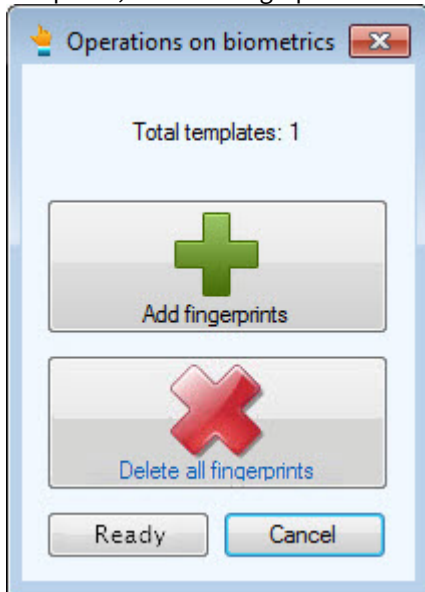 Operations on biometrics
Total templates: 1
Add fingerprints
Delete all fingerprints
Ready
Cancel